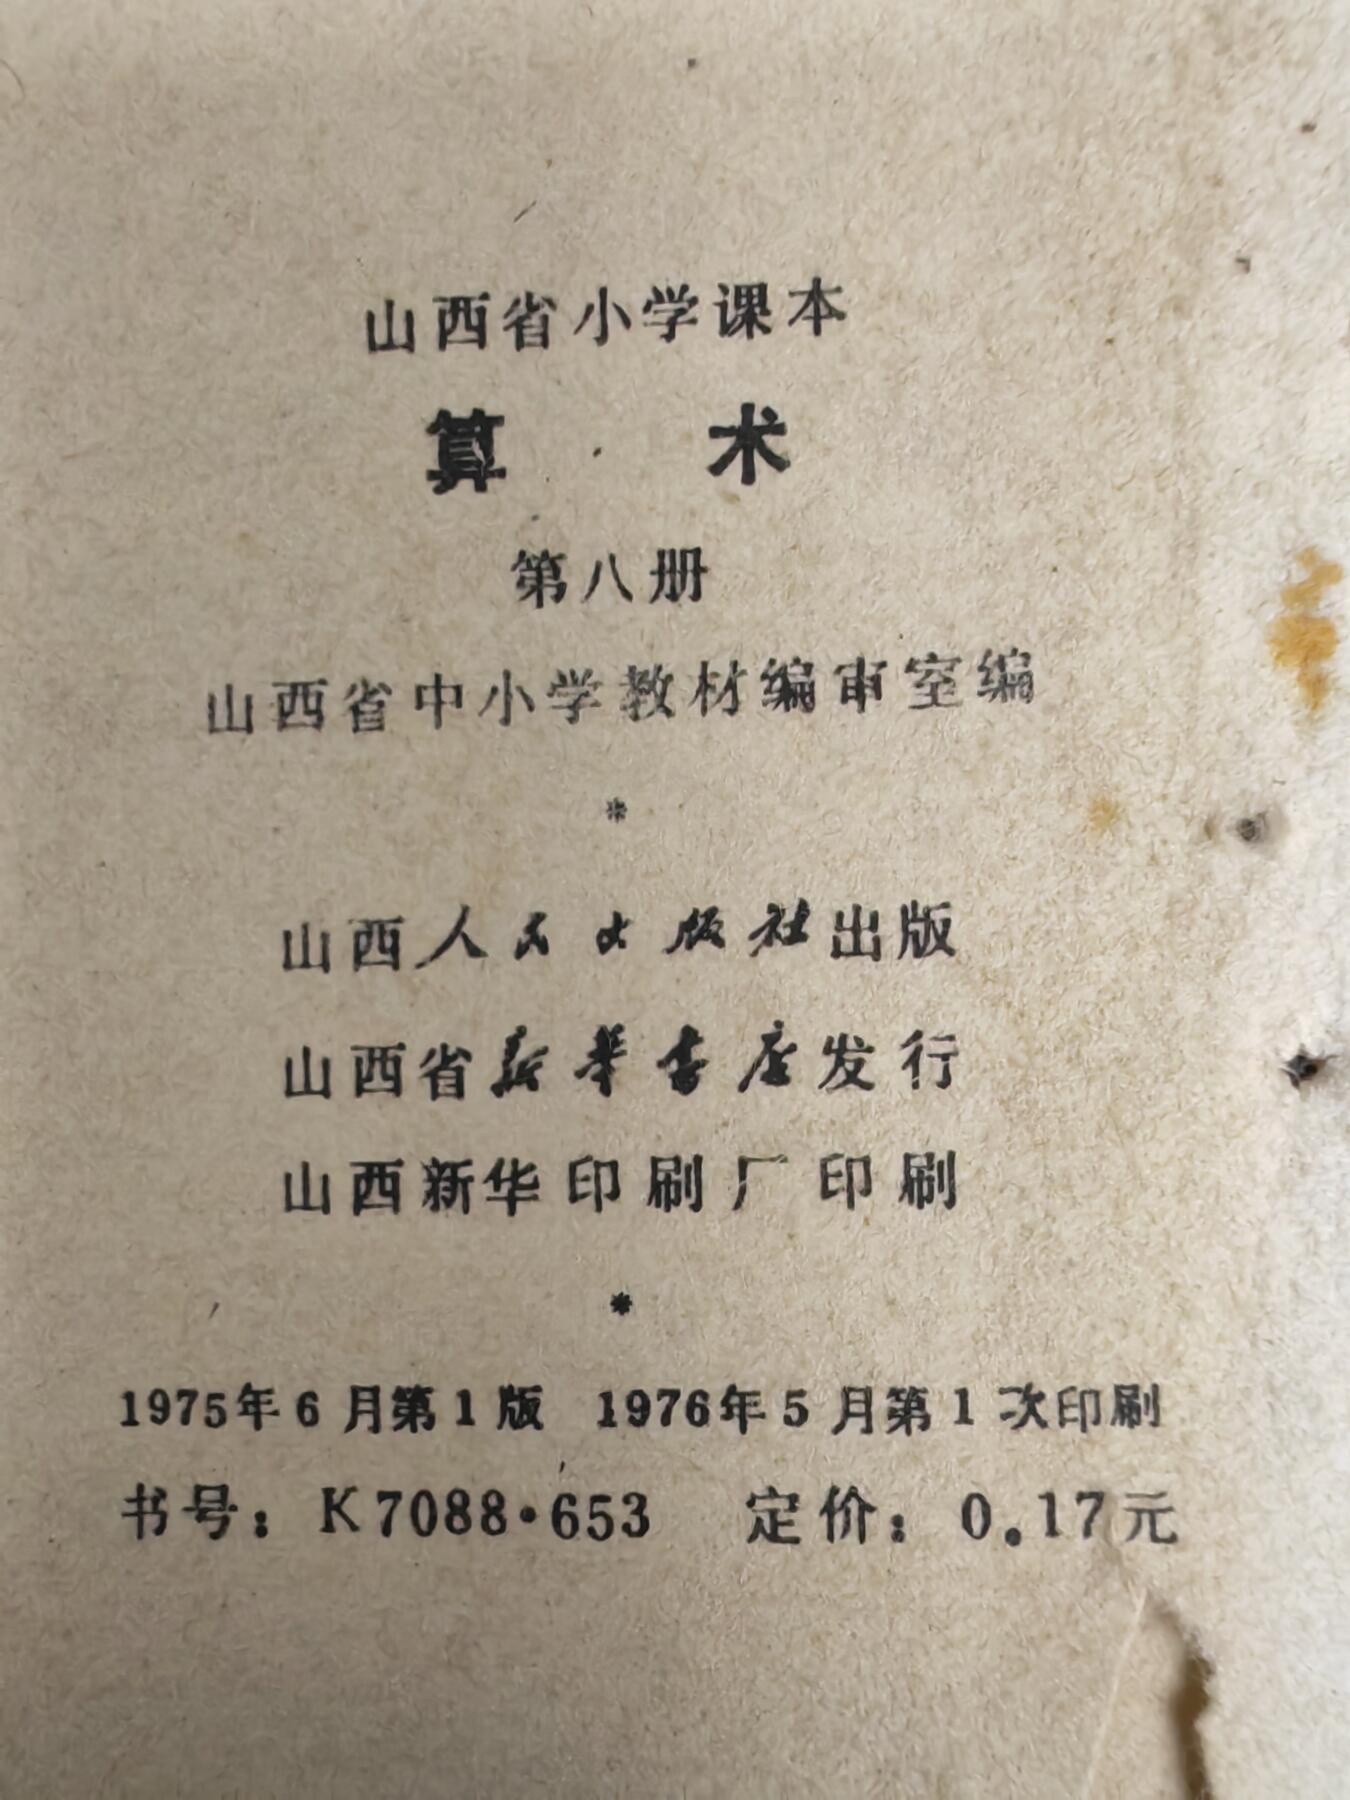 山西省小学课本
算术
第八册
山西省中小学教材编审室编
*
山西人民出版社出版
山西省新华书店发行
山西新华印刷厂印刷
*
1975年6月第1版 1976年5月第1次印刷
书号：K7088·653 定价：0.17元